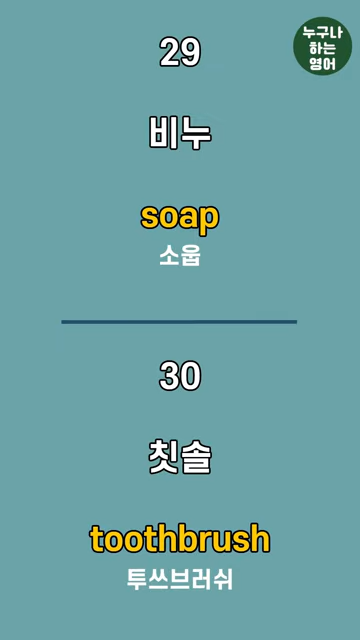 누구나
하는
영어
29
비누
soap
소웁
30
칫솔
toothbrush
투쓰브러쉬